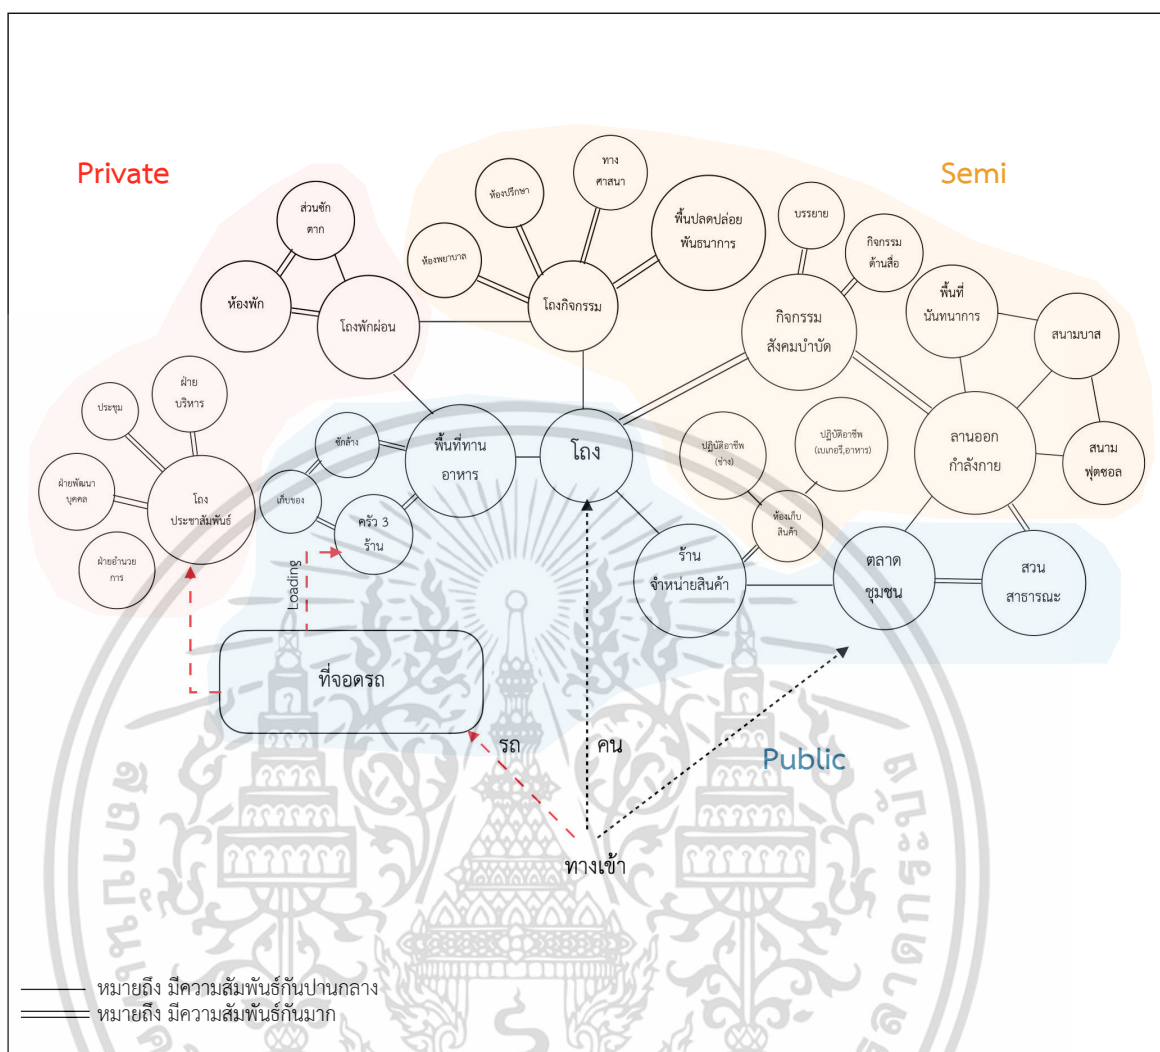 Private
Semi
ทาง
ศาสนา
ห้องปรึกษา
พื้นปลดปล่อย
พันธนาการ
ส่วนซัก
ตาก
บรรยาย
กิจกรรม
ด้านสื่อ
ห้องพยาบาล
ห้องพัก
โถงพักผ่อน
โถงกิจกรรม
กิจกรรม
สังคมบำบัด
พื้นที่
นันทนาการ
สนามบาส
ฝ่าย
บริหาร
ประชุม
ซักล้าง
พื้นที่ทาน
อาหาร
โถง
ปฏิบัติอาชีพ
(ช่าง)
ปฏิบัติอาชีพ
(เบเกอรี,อาหาร)
ลานออก
กำลังกาย
สนาม
ฟุตซอล
ฝ่ายพัฒนา
บุคคล
โถง
ประชาสัมพันธ์
เก็บของ
ครัว 3
ร้าน
ห้องเก็บ
สินค้า
ฝ่ายอำนวย
การ
Loading
ร้าน
จำหน่ายสินค้า
ตลาด
ชุมชน
สวน
สาธารณะ
ที่จอดรถ
รถ
คน
Public
ทางเข้า
หมายถึง มีความสัมพันธ์กันปานกลาง
หมายถึง มีความสัมพันธ์กันมาก